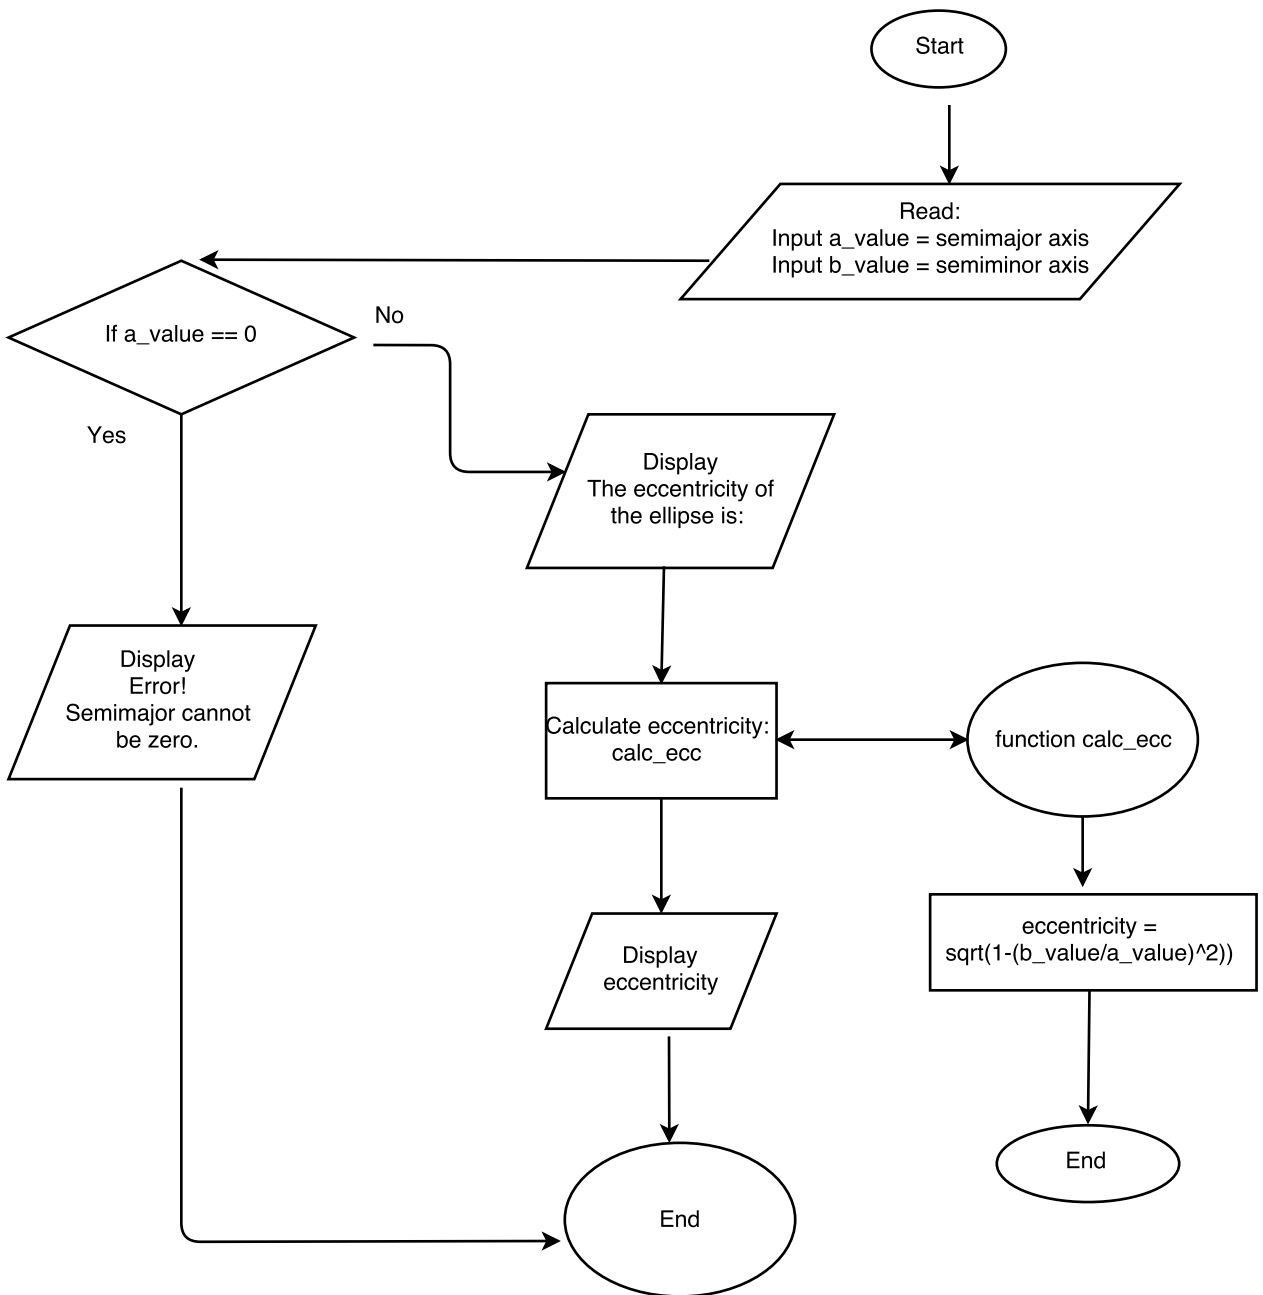 Start
Read:
Input a_value = semimajor axis
Input b_value = semiminor axis
If a_value == 0
No
Yes
Display
The eccentricity of
the ellipse is:
Display
Error!
Semimajor cannot
be zero.
Calculate eccentricity:
calc_ecc
function calc_ecc
eccentricity =
sqrt(1-(b_value/a_value)^2))
Display
eccentricity
End
End